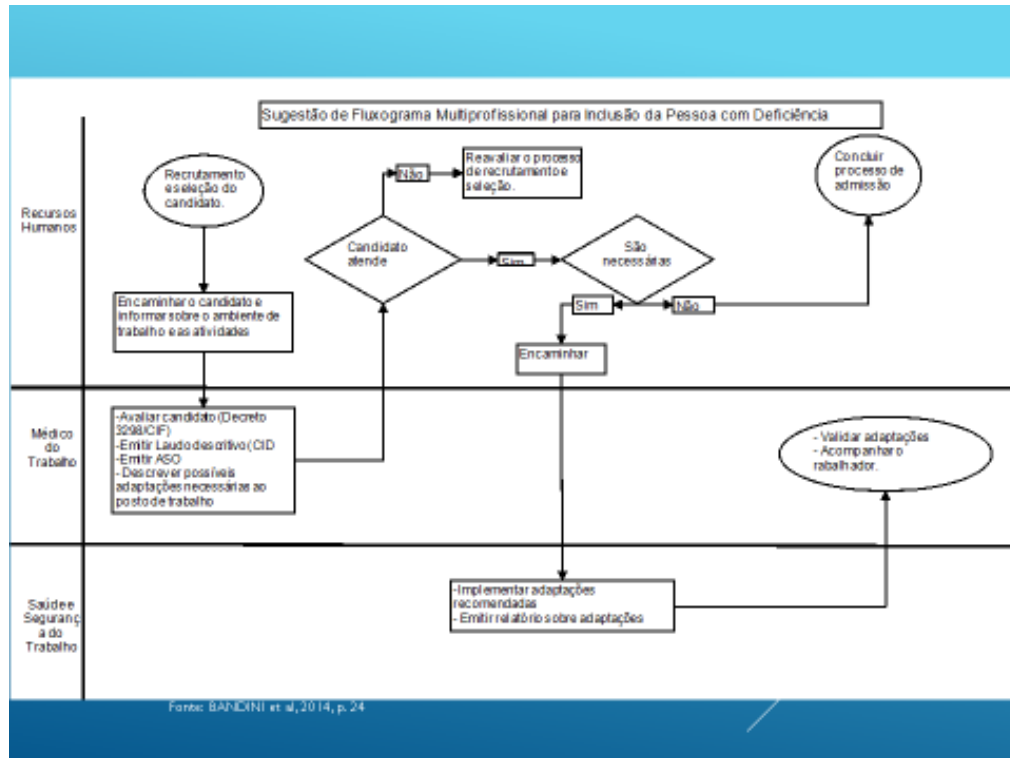 Sugestão de Fluxograma Multiprofissional para Inclusão da Pessoa com Deficiência
Recursos
Humanos
Recrutamento
e seleção do
candidato.
Encaminhar o candidato e
informar sobre o ambiente de
trabalho e as atividades
Candidato
atende
Não
Reavaliar o processo
de recrutamento e
seleção.
Sim
São
necessárias
Sim
Não
Encaminhar
Concluir
processo de
admissão
Médico
do
Trabalho
-Avaliar candidato (Decreto
3298/CIF)
-Emitir Laudo descritivo (CID
-Emitir ASO
- Descrever possíveis
adaptações necessárias ao
posto de trabalho
- Validar adaptações
- Acompanhar o
rabalhador.
Saúde e
Seguranç
a do
Trabalho
-Implementar adaptações
recomendadas
- Emitir relatório sobre adaptações
Fonte: BANDINI et al, 2014, p. 24